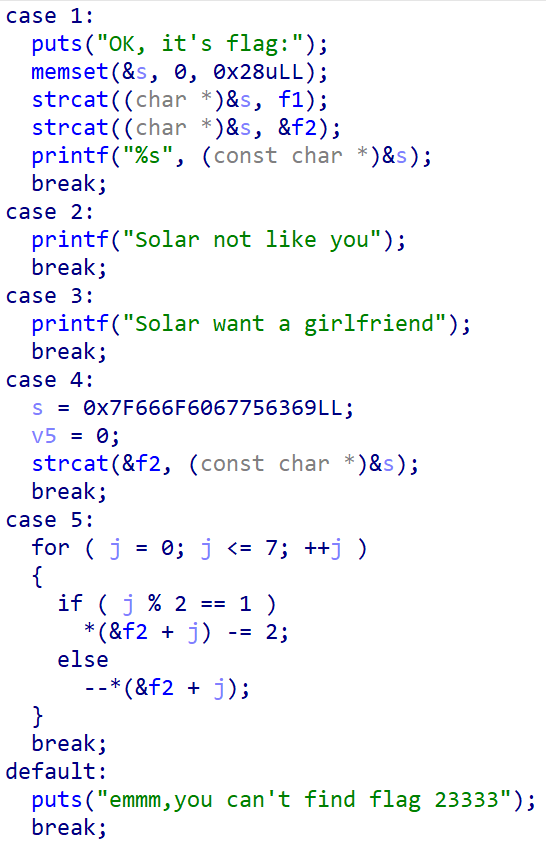 case 1:
  puts("OK, it's flag:");
  memset(&s, 0, 0x28uLL);
  strcat((char *)&s, f1);
  strcat((char *)&s, &f2);
  printf("%s", (const char *)&s);
  break;
case 2:
  printf("Solar not like you");
  break;
case 3:
  printf("Solar want a girlfriend");
  break;
case 4:
  s = 0x7F666F6067756369LL;
  v5 = 0;
  strcat(&f2, (const char *)&s);
  break;
case 5:
  for ( j = 0; j <= 7; ++j )
  {
    if ( j % 2 == 1 )
      *(&f2 + j) -= 2;
    else
      --*(&f2 + j);
  }
  break;
default:
  puts("emmm,you can't find flag 23333");
  break;